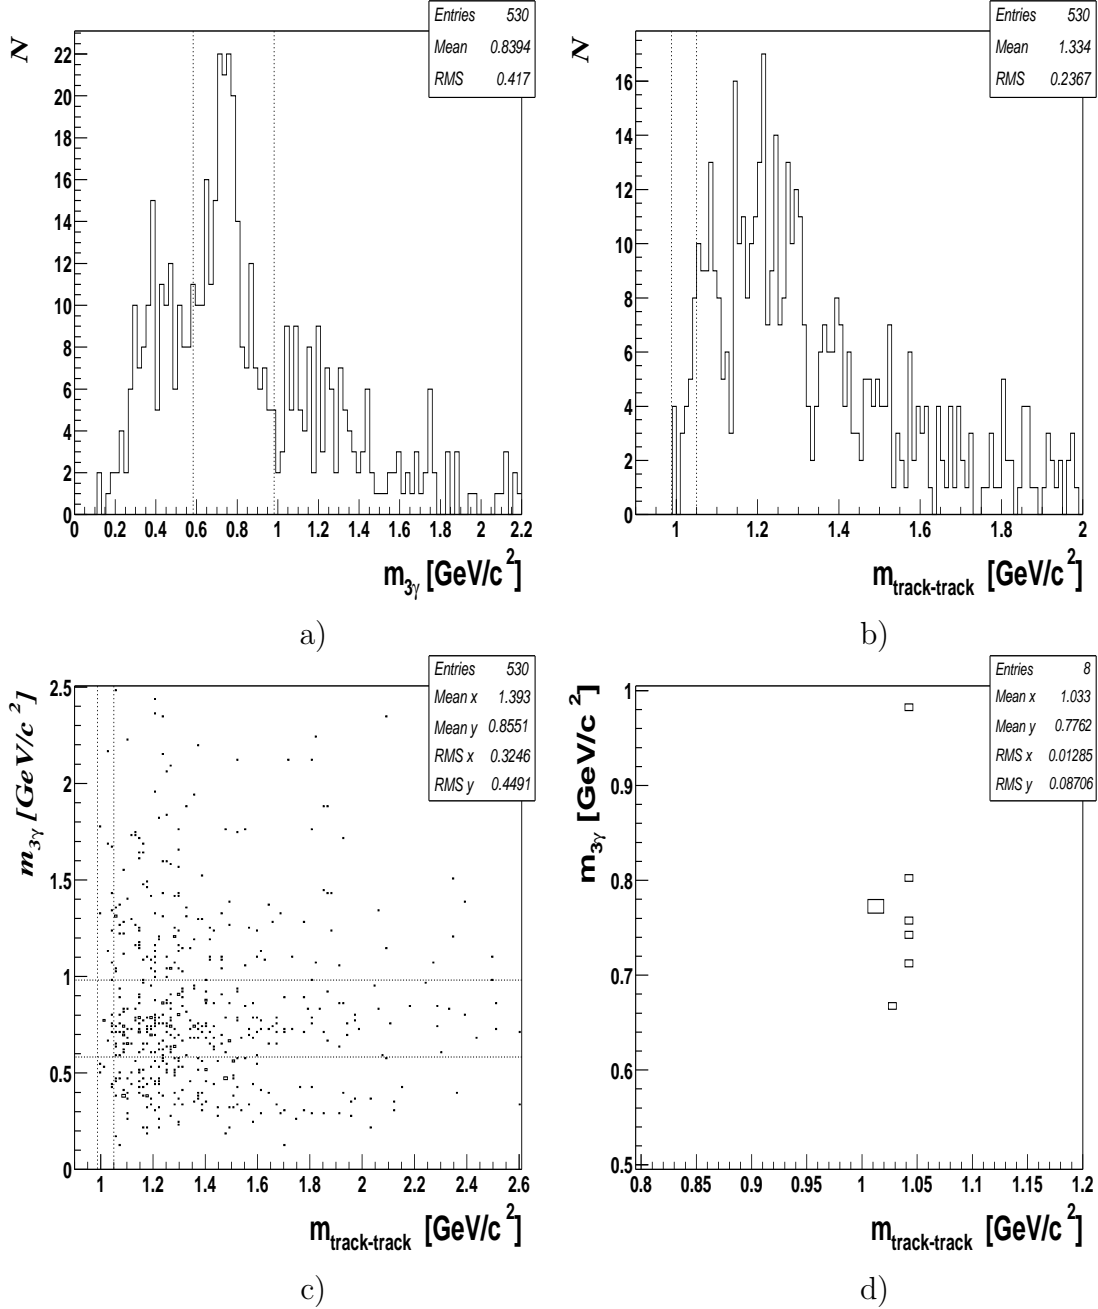 Entries 530
Mean 0.8394
RMS 0.417
N
22
20
18
16
14
12
10
8
6
4
2
0
0 0.2 0.4 0.6 0.8 1 1.2 1.4 1.6 1.8 2 2.2
m3γ [GeV/c2]
a)
Entries 530
Mean 1.334
RMS 0.2367
N
16
14
12
10
8
6
4
2
0
1 1.2 1.4 1.6 1.8 2
mtrack-track [GeV/c2]
b)
Entries 530
Mean x 1.393
Mean y 0.8551
RMS x 0.3246
RMS y 0.4491
m3γ [GeV/c2]
2.5
2
1.5
1
0.5
0
1 1.2 1.4 1.6 1.8 2 2.2 2.4 2.6
mtrack-track [GeV/c2]
c)
Entries 8
Mean x 1.033
Mean y 0.7762
RMS x 0.01285
RMS y 0.08706
m3γ [GeV/c2]
1
0.9
0.8
0.7
0.6
0.5
0.8 0.85 0.9 0.95 1 1.05 1.1 1.15 1.2
mtrack-track [GeV/c2]
d)